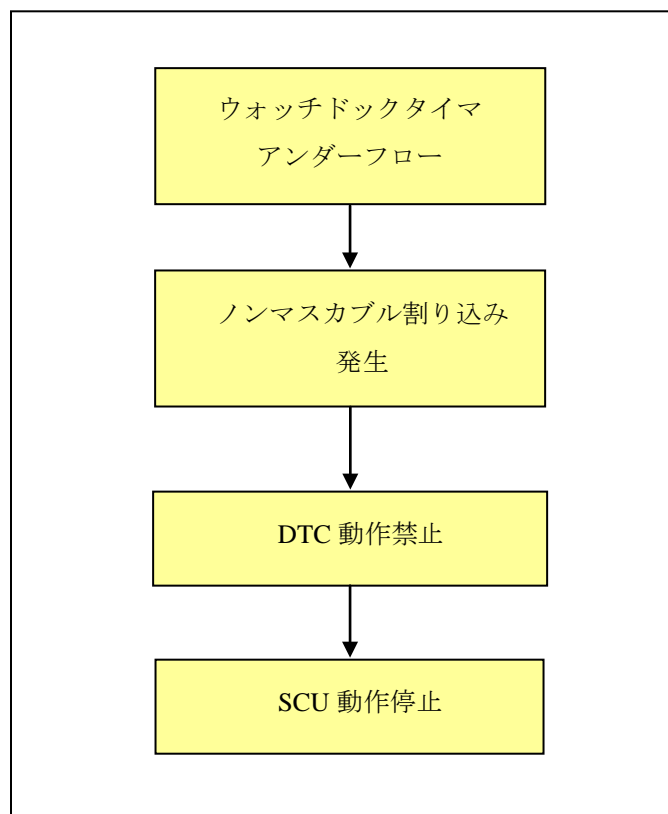 ウォッチドックタイマ
アンダーフロー
ノンマスカブル割り込み
発生
DTC 動作禁止
SCU 動作停止